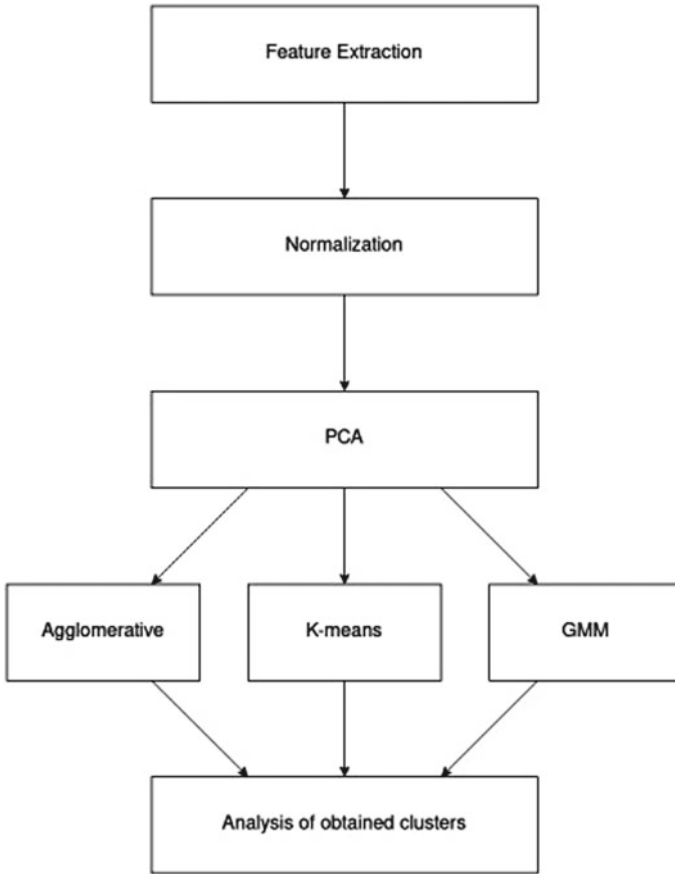 Feature Extraction
Normalization
PCA
Agglomerative
K-means
GMM
Analysis of obtained clusters